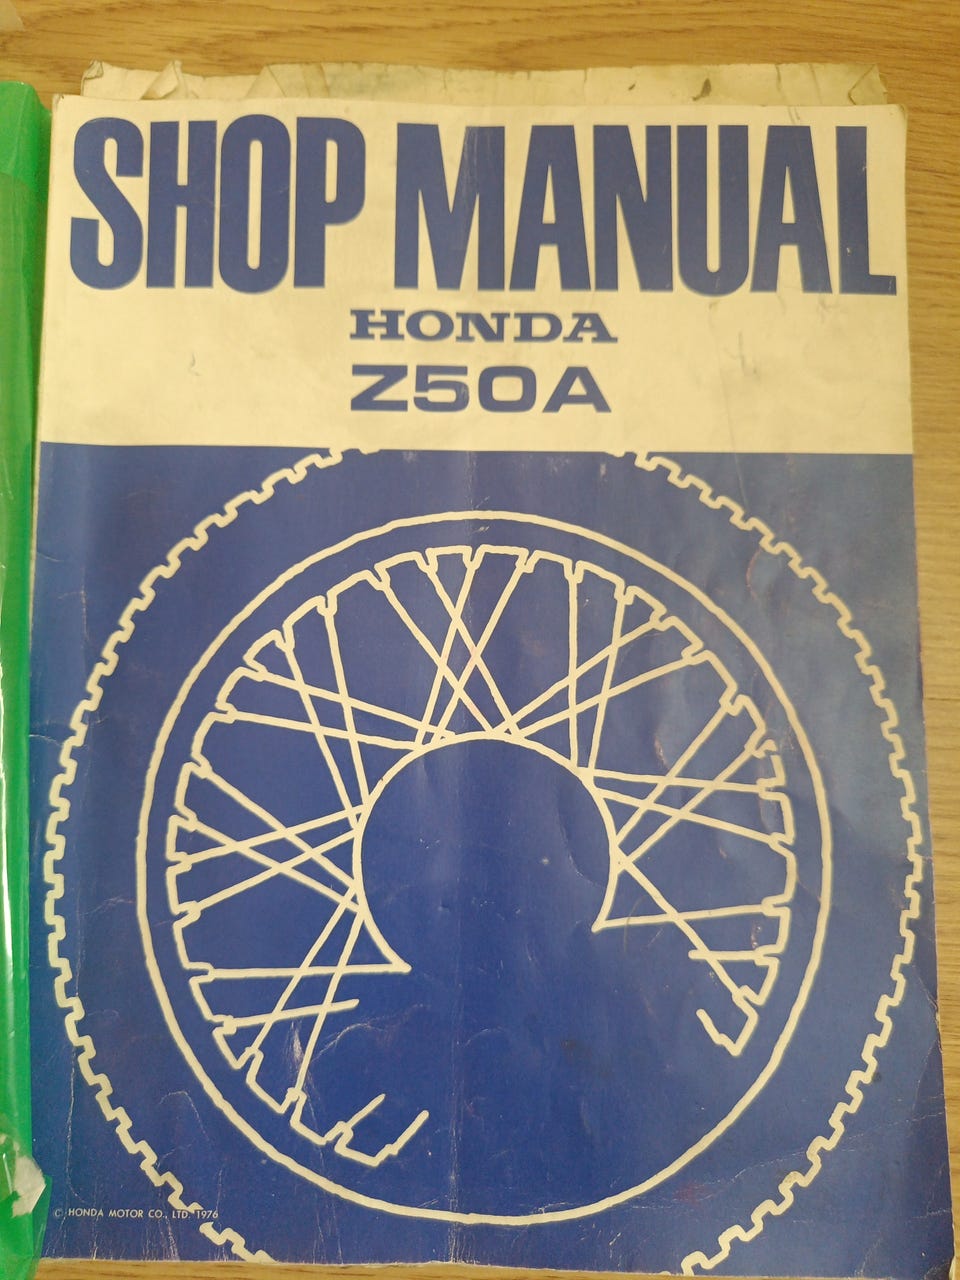 SHOP MANUAL
HONDA
Z50A
© HONDA MOTOR CO., LTD. 1976